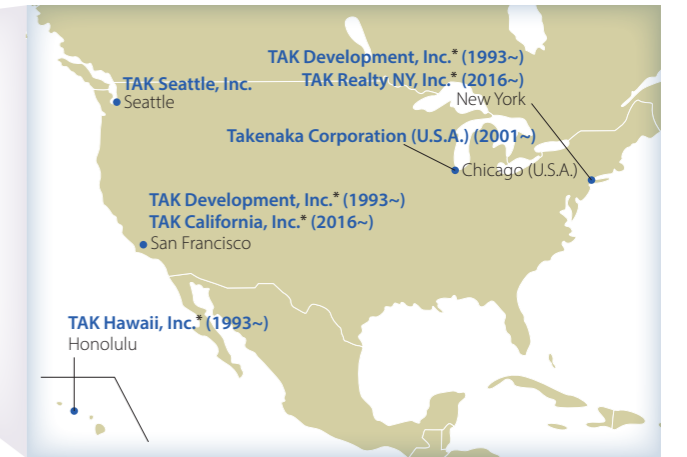 TAK Development, Inc.* (1993~)
TAK Realty NY, Inc.* (2016~)
New York
TAK Seattle, Inc.
Seattle
Takenaka Corporation (U.S.A.) (2001~)
Chicago (U.S.A.)
TAK Development, Inc.* (1993~)
TAK California, Inc.* (2016~)
San Francisco
TAK Hawaii, Inc.* (1993~)
Honolulu